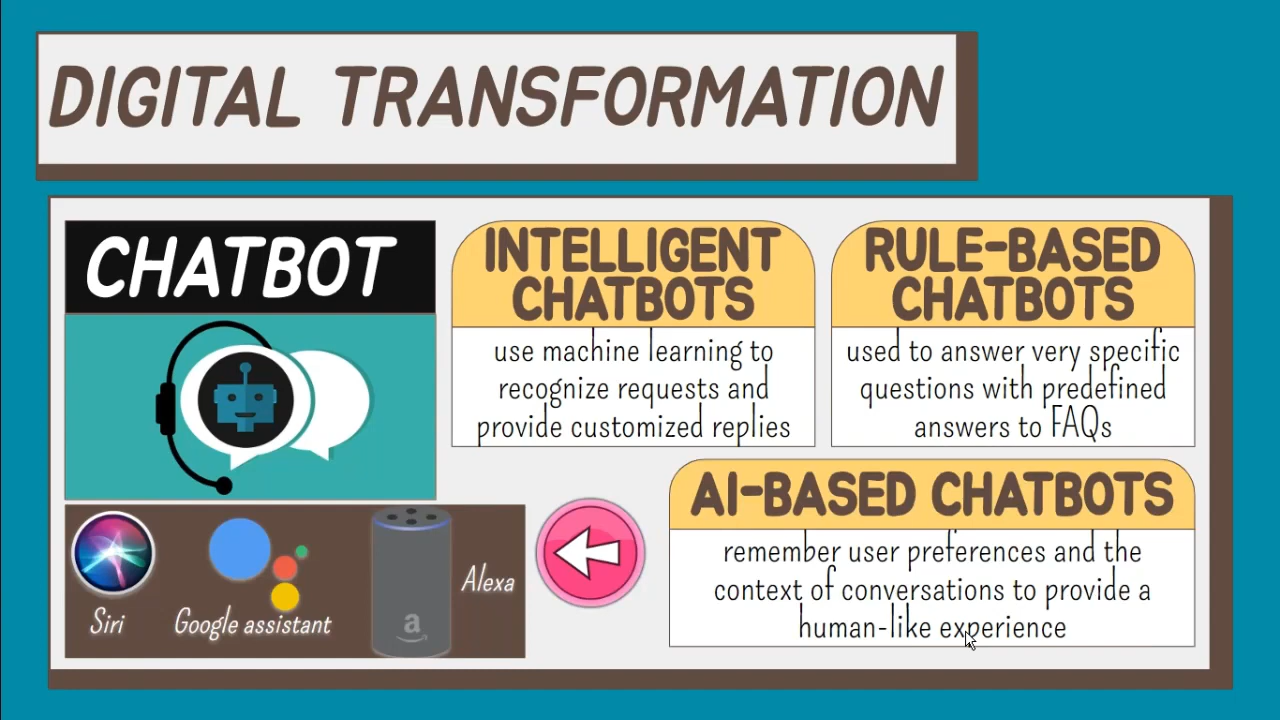 DIGITAL TRANSFORMATION
CHATBOT
INTELLIGENT
CHATBOTS
use machine learning to
recognize requests and
provide customized replies
RULE-BASED
CHATBOTS
used to answer very specific
questions with predefined
answers to FAQs
AI-BASED CHATBOTS
remember user preferences and the
context of conversations to provide a
human-like experience
Siri
Google assistant
a
Alexa